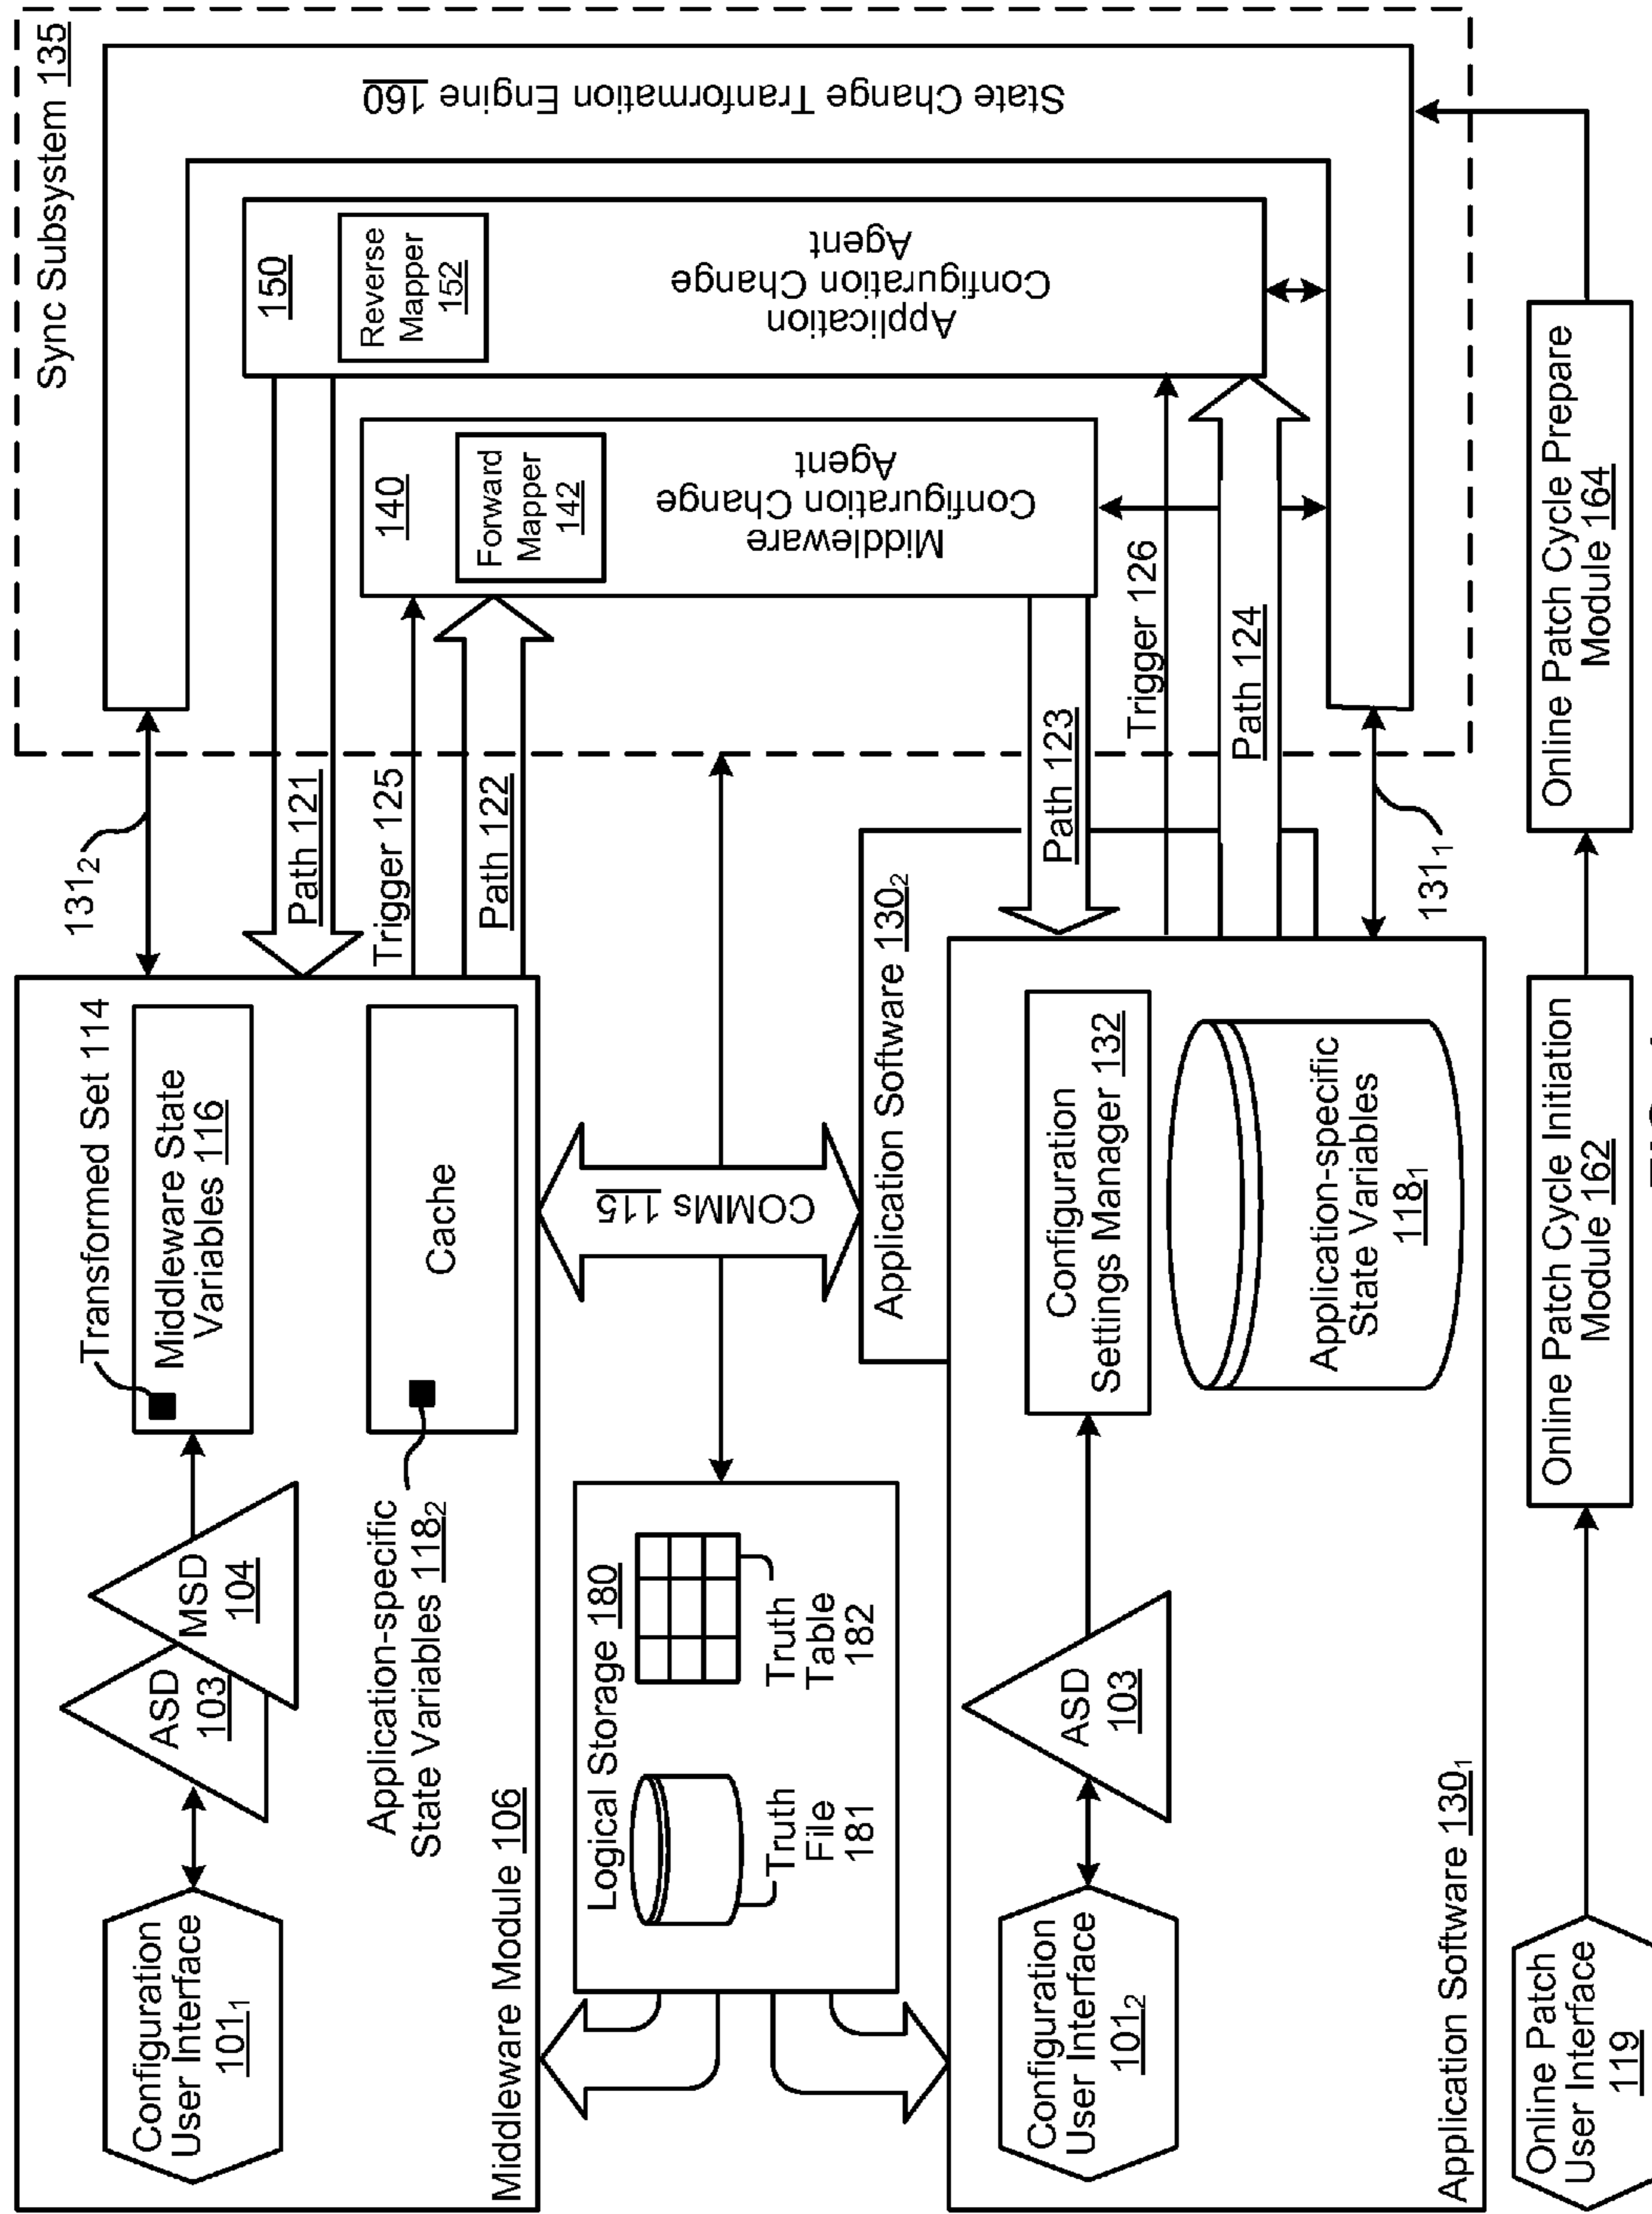 Configuration
User Interface
101₁
ASD
103
MSD
104
Transformed Set 114
Middleware State
Variables 116
Application-specific
State Variables 118₂
Cache
Middleware Module 106
131₂
Path 121
Trigger 125
Path 122
Sync Subsystem 135
State Change Tranformation Engine 160
150
Reverse
Mapper
152
Application
Configuration Change
Agent
140
Forward
Mapper
142
Middleware
Configuration Change
Agent
Logical Storage 180
Truth
File
181
Truth
Table
182
COMMs 115
Application Software 130₂
Path 123
Trigger 126
Path 124
131₁
Configuration
User Interface
101₂
ASD
103
Configuration
Settings Manager 132
Application-specific
State Variables
118₁
Application Software 130₁
Online Patch
User Interface
119
Online Patch Cycle Initiation
Module 162
Online Patch Cycle Prepare
Module 164